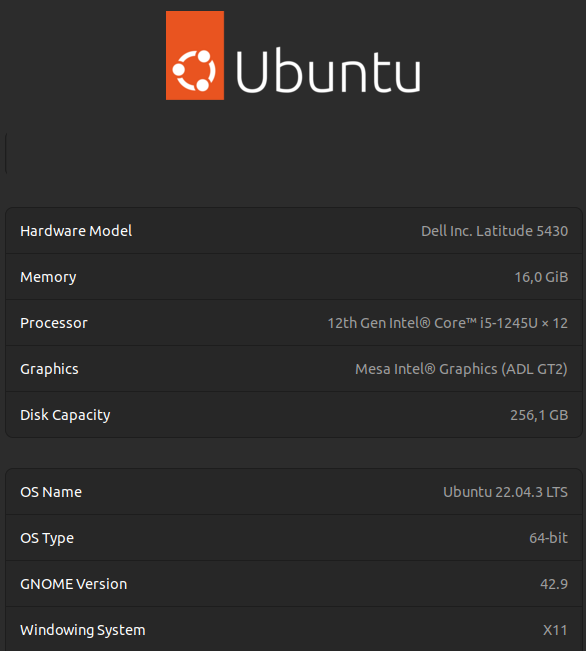 Ubuntu
Hardware Model Dell Inc. Latitude 5430
Memory 16,0 GiB
Processor 12th Gen Intel® Core™ i5-1245U × 12
Graphics Mesa Intel® Graphics (ADL GT2)
Disk Capacity 256,1 GB
OS Name Ubuntu 22.04.3 LTS
OS Type 64-bit
GNOME Version 42.9
Windowing System X11